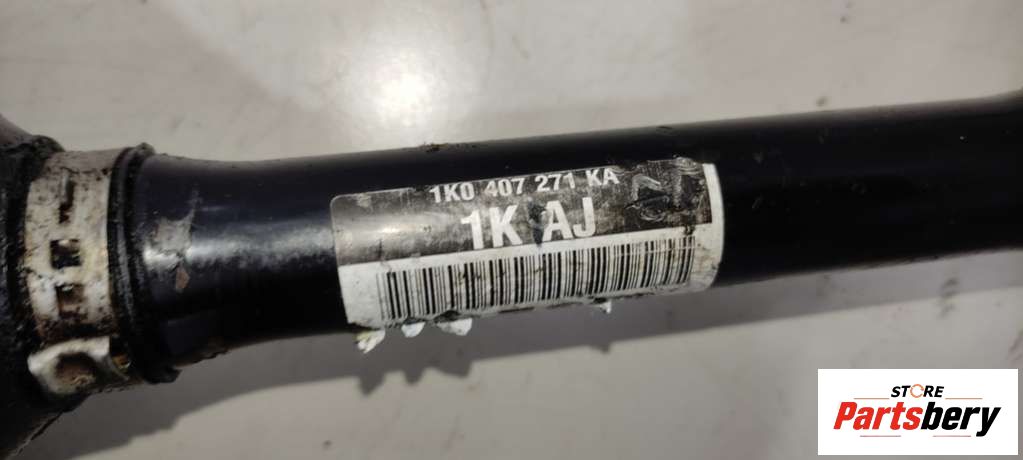 1K0 407 271 KA
1K AJ
STORE
Partsbery